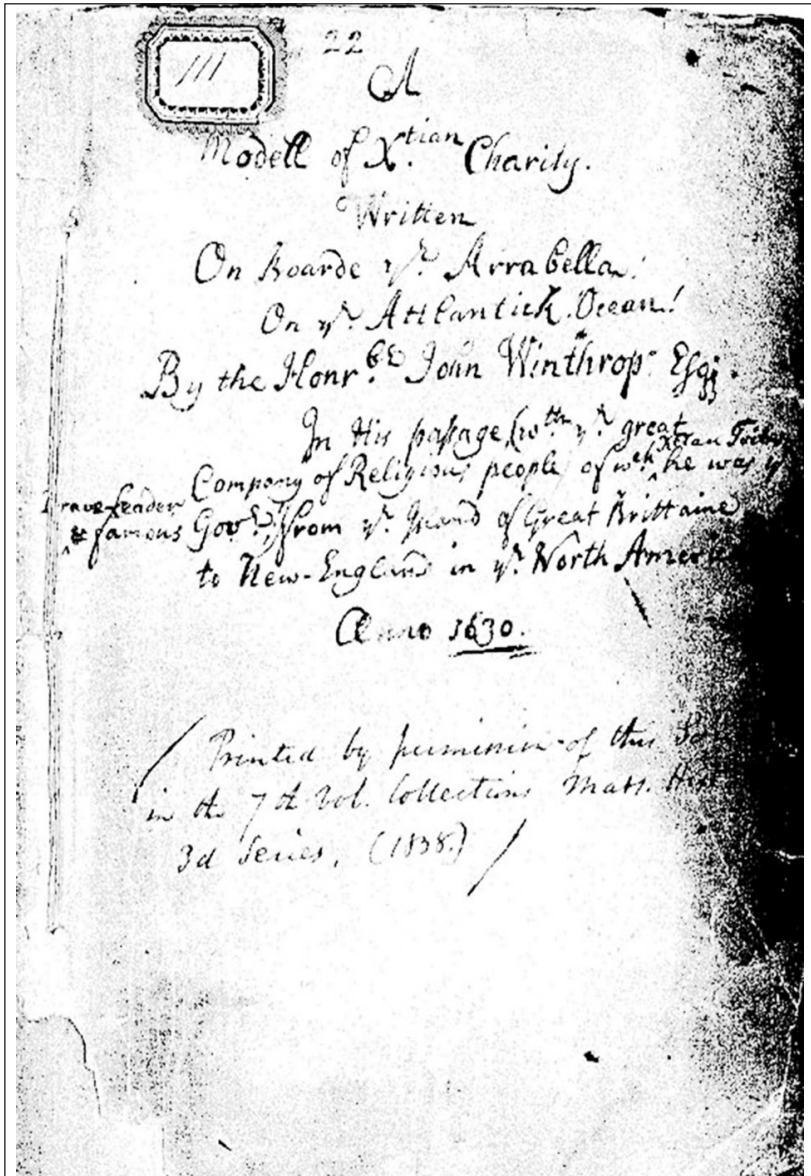 22
111
A
Modell of X.tian Charity.
Written
On Boarde ye. Arrabella!
On ye. Attlantick. Ocean!
By the Honrble John Winthrop. Esqr.
In His passage, (wth ye. great
Company of Religious people, of wch Xtian Tribes he was ye
Brave Leader & famous Govr;) from ye. Island of Great Brittaine
to New-England in ye. North America
Anno 1630.
Printed by permission of this
in the 7th Vol. Collections Mass. Hist
3d Series, (1838.)